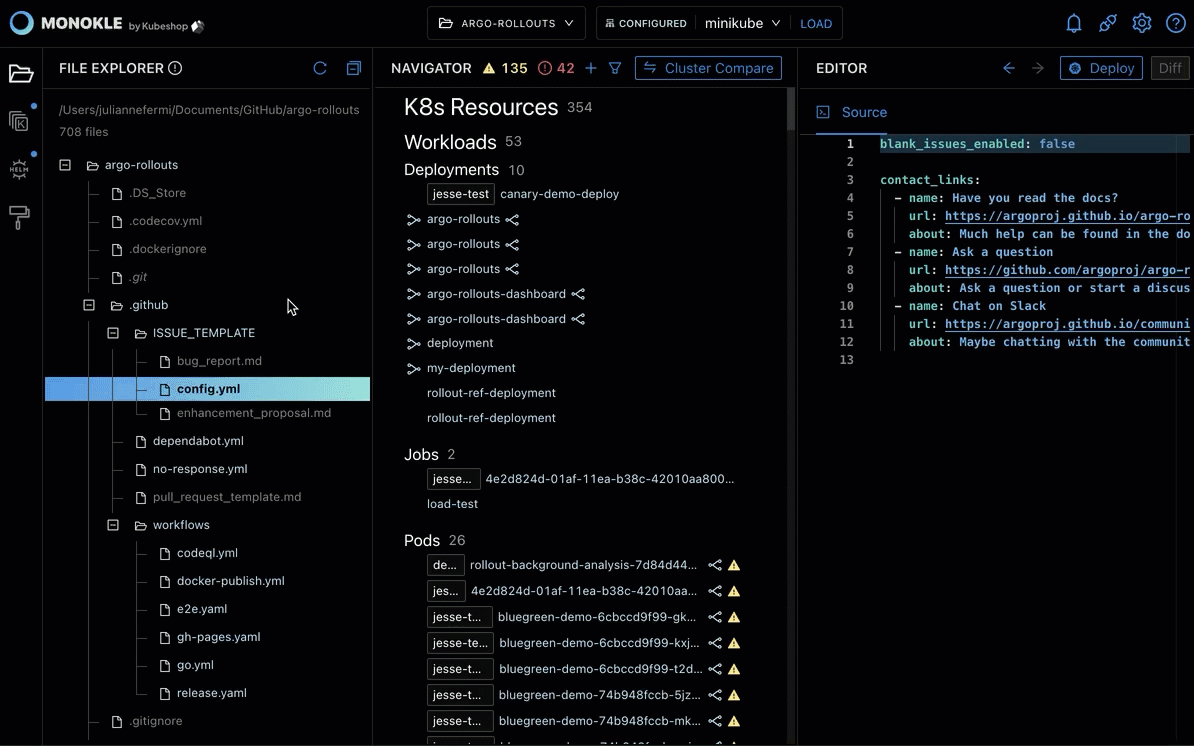 MONOKLE by Kubeshop
ARGO-ROLLOUTS
CONFIGURED minikube LOAD
FILE EXPLORER
/Users/juliannefermi/Documents/GitHub/argo-rollouts
708 files
argo-rollouts
.DS_Store
.codecov.yml
.dockerignore
.git
.github
ISSUE_TEMPLATE
bug_report.md
config.yml
enhancement_proposal.md
dependabot.yml
no-response.yml
pull_request_template.md
workflows
codeql.yml
docker-publish.yml
e2e.yaml
gh-pages.yaml
go.yml
release.yaml
.gitignore
K
HELM
NAVIGATOR 135 42 + Cluster Compare
K8s Resources 354
Workloads 53
Deployments 10
jesse-test canary-demo-deploy
argo-rollouts
argo-rollouts
argo-rollouts
argo-rollouts-dashboard
argo-rollouts-dashboard
deployment
my-deployment
rollout-ref-deployment
rollout-ref-deployment
Jobs 2
jesse... 4e2d824d-01af-11ea-b38c-42010aa800...
load-test
Pods 26
de... rollout-background-analysis-7d84d44...
jes... 4e2d824d-01af-11ea-b38c-42010aa...
jesse-t... bluegreen-demo-6cbccd9f99-gk...
jesse-te... bluegreen-demo-6cbccd9f99-kxj...
jesse-t... bluegreen-demo-6cbccd9f99-t2d...
jesse-t... bluegreen-demo-74b948fccb-5jz...
jesse-t... bluegreen-demo-74b948fccb-mk...
EDITOR Deploy Diff
Source
1 blank_issues_enabled: false
2
3 contact_links:
4 - name: Have you read the docs?
5 url: https://argoproj.github.io/argo-ro
6 about: Much help can be found in the do
7 - name: Ask a question
8 url: https://github.com/argoproj/argo-r
9 about: Ask a question or start a discus
10 - name: Chat on Slack
11 url: https://argoproj.github.io/communi
12 about: Maybe chatting with the communit
13